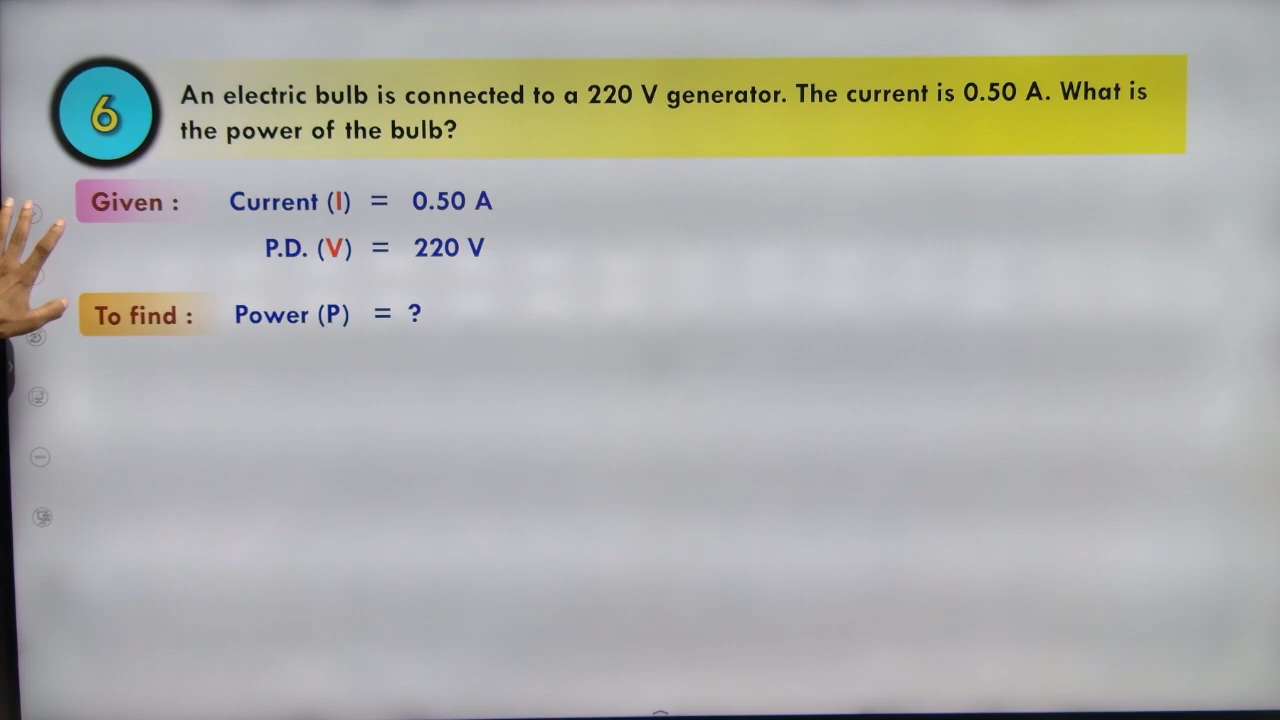 6
An electric bulb is connected to a 220 V generator. The current is 0.50 A. What is
the power of the bulb?
Given : Current (I) = 0.50 A
P.D. (V) = 220 V
To find : Power (P) = ?